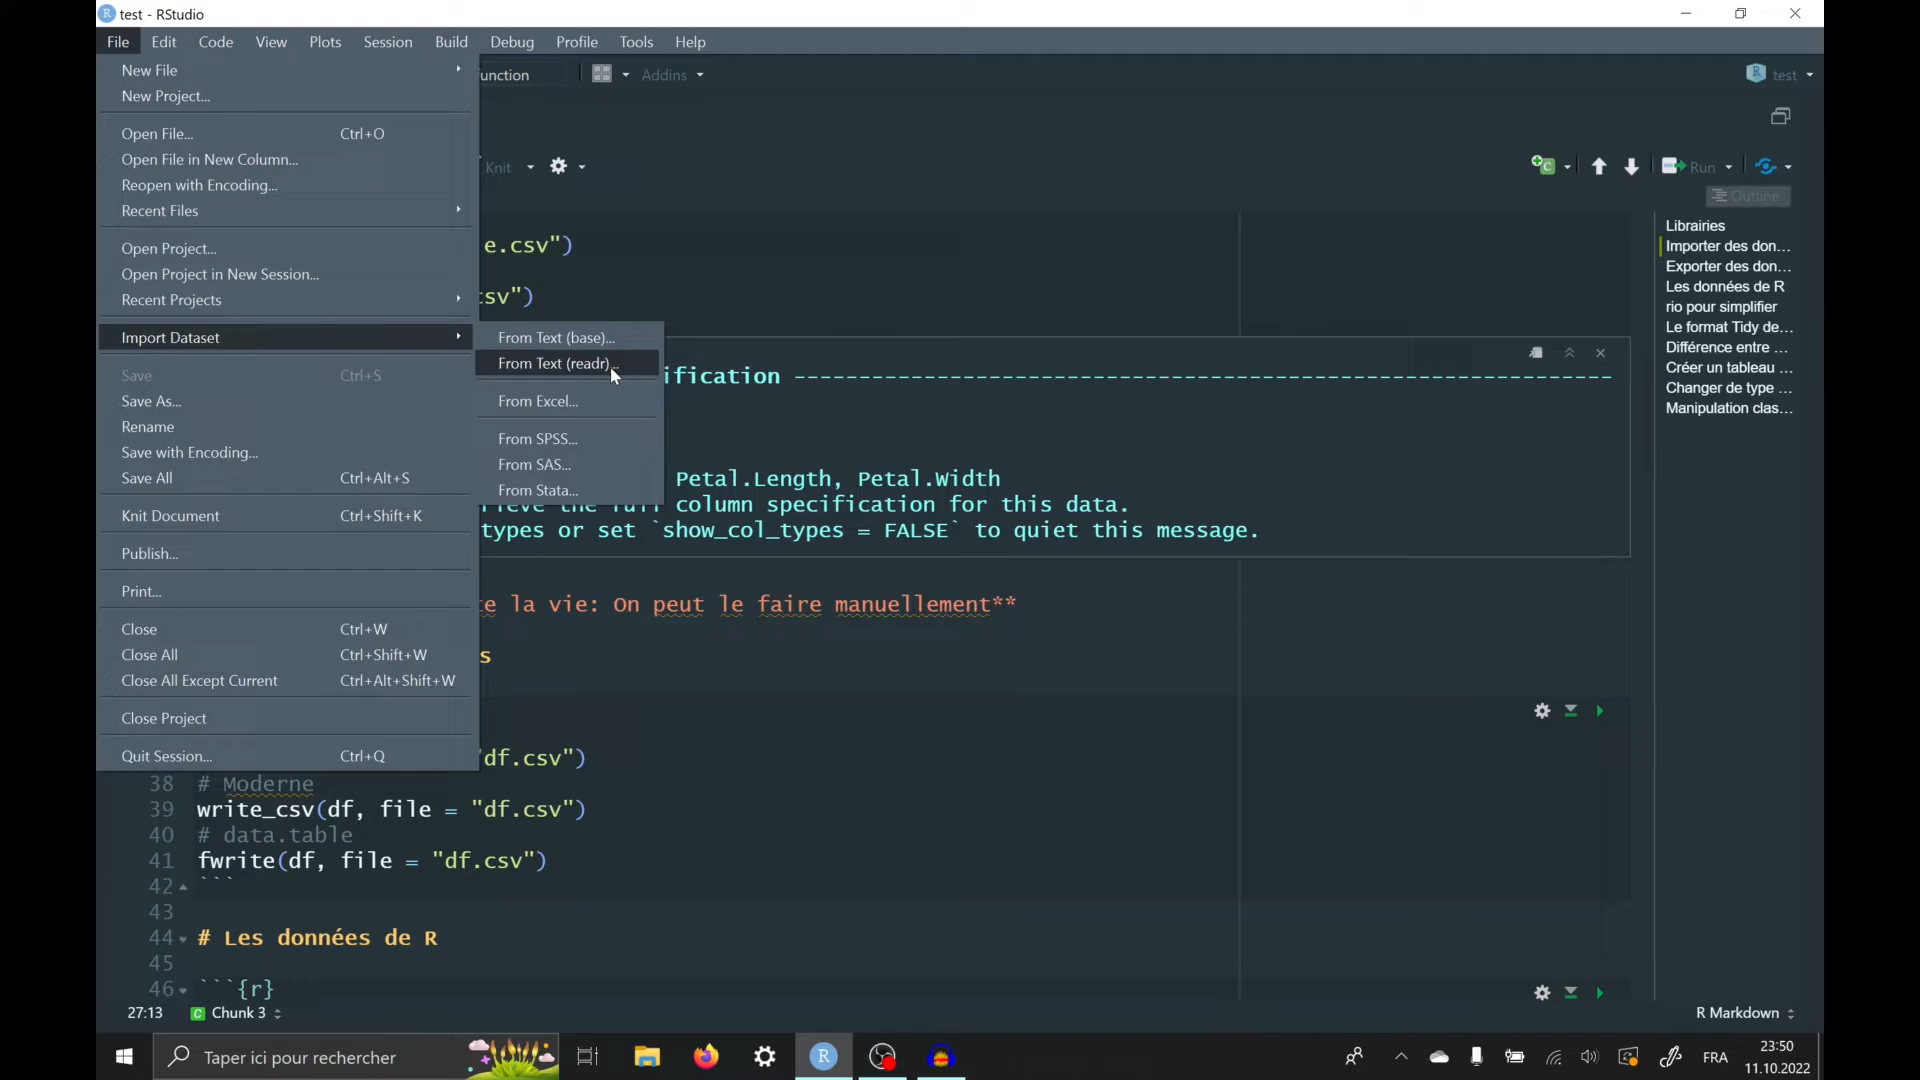 test - RStudio
File Edit Code View Plots Session Build Debug Profile Tools Help
New File
New Project...
Open File... Ctrl+O
Open File in New Column...
Reopen with Encoding...
Recent Files
Open Project...
Open Project in New Session...
Recent Projects
Import Dataset
Save Ctrl+S
Save As...
Rename
Save with Encoding...
Save All Ctrl+Alt+S
Knit Document Ctrl+Shift+K
Publish...
Print...
Close Ctrl+W
Close All Ctrl+Shift+W
Close All Except Current Ctrl+Alt+Shift+W
Close Project
Quit Session... Ctrl+Q
From Text (base)...
From Text (readr)...
From Excel...
From SPSS...
From SAS...
From Stata...
unction Addins test
Knit Run
Outline
Librairies
Importer des don...
Exporter des don...
Les données de R
rio pour simplifier
Le format Tidy de...
Différence entre ...
Créer un tableau ...
Changer de type ...
Manipulation clas...
e.csv")
csv")
ification ----------------------------------------------------------------
Petal.Length, Petal.Width
column specification for this data.
types or set `show_col_types = FALSE` to quiet this message.
te la vie: On peut le faire manuellement**
s
df.csv")
38 # Moderne
39 write_csv(df, file = "df.csv")
40 # data.table
41 fwrite(df, file = "df.csv")
42 ```
43
44 # Les données de R
45
46 ```{r}
27:13 C Chunk 3 R Markdown
Taper ici pour rechercher
R
FRA
23:50
11.10.2022